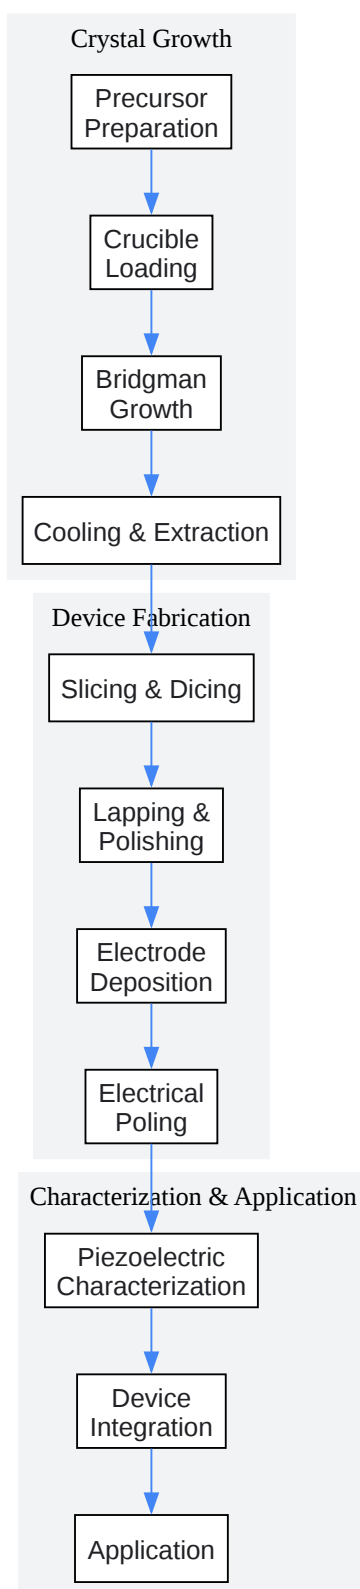 Crystal Growth
Precursor
Preparation
Crucible
Loading
Bridgman
Growth
Cooling & Extraction
Device Fabrication
Slicing & Dicing
Lapping &
Polishing
Electrode
Deposition
Electrical
Poling
Characterization & Application
Piezoelectric
Characterization
Device
Integration
Application